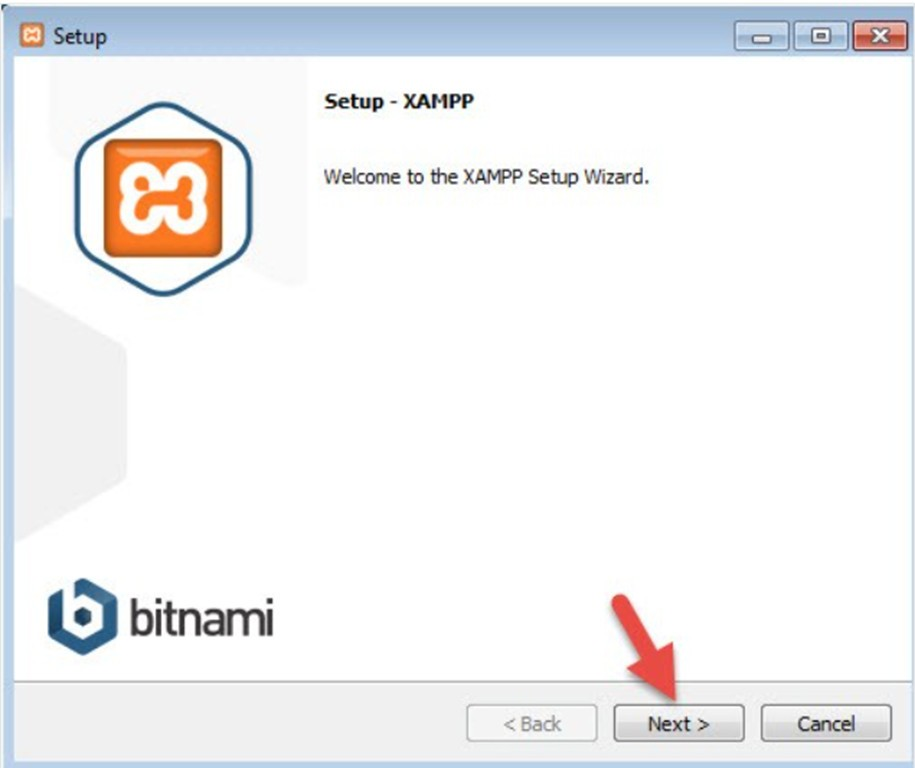 Setup
Setup - XAMPP
Welcome to the XAMPP Setup Wizard.
bitnami
< Back
Next >
Cancel